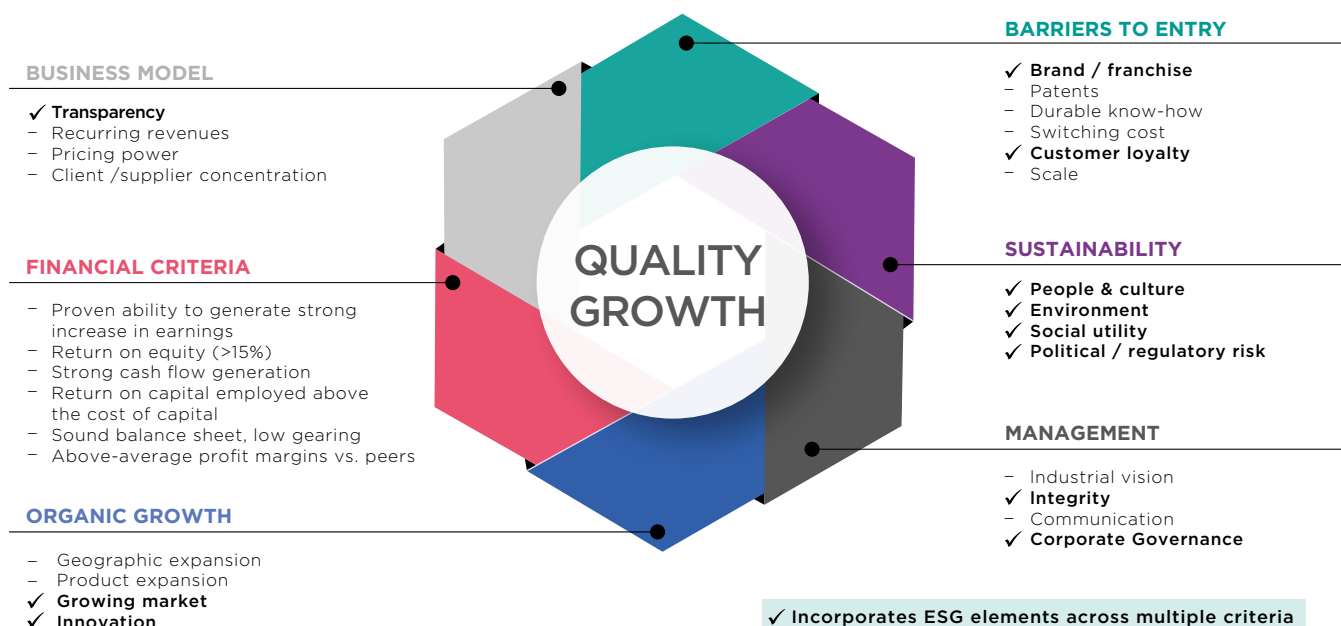 BUSINESS MODEL
✓ Transparency
– Recurring revenues
– Pricing power
– Client /supplier concentration
FINANCIAL CRITERIA
– Proven ability to generate strong
increase in earnings
– Return on equity (>15%)
– Strong cash flow generation
– Return on capital employed above
the cost of capital
– Sound balance sheet, low gearing
– Above-average profit margins vs. peers
ORGANIC GROWTH
– Geographic expansion
– Product expansion
✓ Growing market
✓ Innovation
QUALITY
GROWTH
BARRIERS TO ENTRY
✓ Brand / franchise
– Patents
– Durable know-how
– Switching cost
✓ Customer loyalty
– Scale
SUSTAINABILITY
✓ People & culture
✓ Environment
✓ Social utility
✓ Political / regulatory risk
MANAGEMENT
– Industrial vision
✓ Integrity
– Communication
✓ Corporate Governance
✓ Incorporates ESG elements across multiple criteria